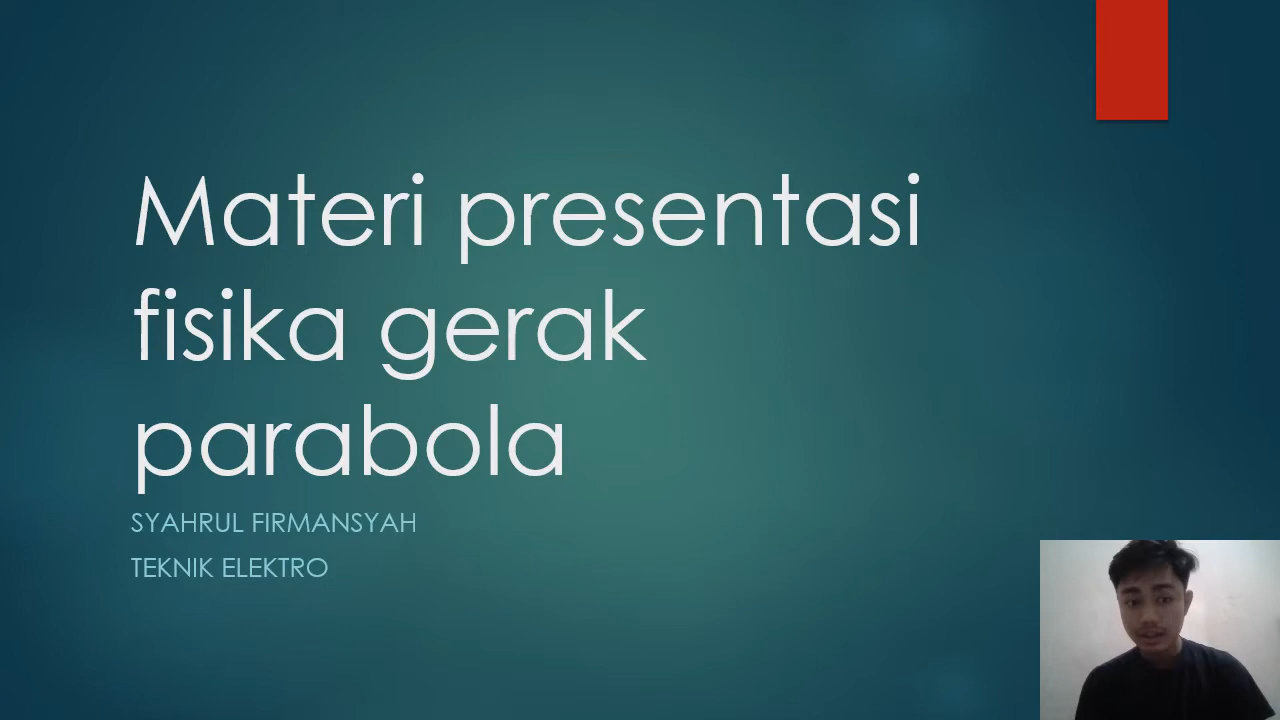 Materi presentasi
fisika gerak
parabola
SYAHRUL FIRMANSYAH
TEKNIK ELEKTRO